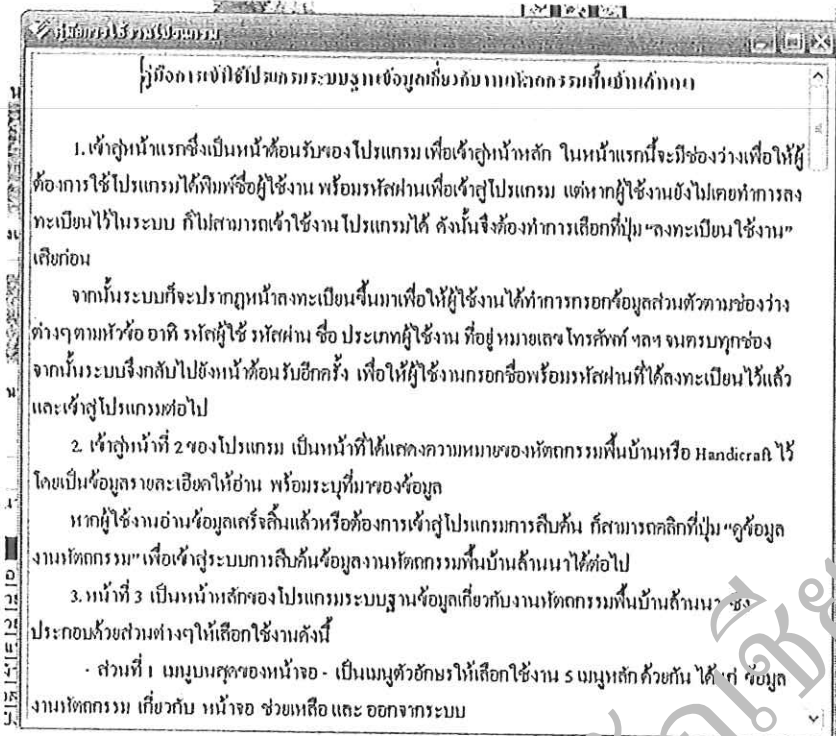 คู่มือการใช้งานโปรแกรม
คู่มือการเข้าใช้โปรแกรมระบบฐานข้อมูลเกี่ยวกับงานหัตถกรรมพื้นบ้านล้านนา
1. เข้าสู่หน้าแรกซึ่งเป็นหน้าต้อนรับของโปรแกรม เพื่อเข้าสู่หน้าหลัก ในหน้าแรกนี้จะมีช่องว่างเพื่อให้ผู้
ต้องการใช้โปรแกรมได้พิมพ์ชื่อผู้ใช้งาน พร้อมรหัสผ่านเพื่อเข้าสู่โปรแกรม แต่หากผู้ใช้งานยังไม่เคยทำการลง
ทะเบียนไว้ในระบบ ก็ไม่สามารถเข้าใช้งานโปรแกรมได้ ดังนั้นจึงต้องทำการเลือกที่ปุ่ม “ลงทะเบียนใช้งาน”
เสียก่อน
จากนั้นระบบก็จะปรากฏหน้าลงทะเบียนขึ้นมาเพื่อให้ผู้ใช้งานได้ทำการกรอกข้อมูลส่วนตัวตามช่องว่าง
ต่างๆ ตามหัวข้อ อาทิ รหัสผู้ใช้ รหัสผ่าน ชื่อ ประเภทผู้ใช้งาน ที่อยู่ หมายเลขโทรศัพท์ ฯลฯ จนครบทุกช่อง
จากนั้นระบบจึงกลับไปยังหน้าต้อนรับอีกครั้ง เพื่อให้ผู้ใช้งานกรอกชื่อพร้อมรหัสผ่านที่ได้ลงทะเบียนไว้แล้ว
และเข้าสู่โปรแกรมต่อไป
2. เข้าสู่หน้าที่ 2 ของโปรแกรม เป็นหน้าที่ได้แสดงความหมายของหัตถกรรมพื้นบ้านหรือ Handicraft ไว้
โดยเป็นข้อมูลรายละเอียดให้อ่าน พร้อมระบุที่มาของข้อมูล
หากผู้ใช้งานอ่านข้อมูลเสร็จสิ้นแล้วหรือต้องการเข้าสู่โปรแกรมการสืบค้น ก็สามารถคลิกที่ปุ่ม “ดูข้อมูล
งานหัตถกรรม” เพื่อเข้าสู่ระบบการสืบค้นข้อมูลงานหัตถกรรมพื้นบ้านล้านนาได้ต่อไป
3. หน้าที่ 3 เป็นหน้าหลักของโปรแกรมระบบฐานข้อมูลเกี่ยวกับงานหัตถกรรมพื้นบ้านล้านนา ซึ่ง
ประกอบด้วยส่วนต่างๆ ให้เลือกใช้งานดังนี้
- ส่วนที่ 1 เมนูบนสุดของหน้าจอ - เป็นเมนูตัวอักษรให้เลือกใช้งาน 5 เมนูหลักด้วยกัน ได้แก่ ข้อมูล
งานหัตถกรรม เกี่ยวกับ หน้าจอ ช่วยเหลือ และ ออกจากระบบ